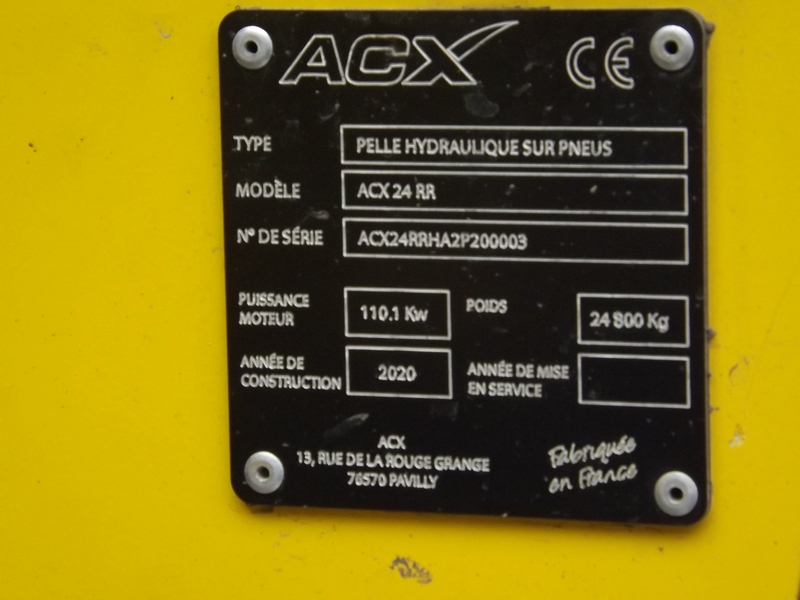 ACX CE
TYPE PELLE HYDRAULIQUE SUR PNEUS
MODÈLE ACX 24 RR
N° DE SÉRIE ACX24RRHA2P200003
PUISSANCE
MOTEUR 110.1 Kw
POIDS 24 800 Kg
ANNÉE DE
CONSTRUCTION 2020
ANNÉE DE MISE
EN SERVICE
ACX
13, RUE DE LA ROUGE GRANGE
76570 PAVILLY
Fabriquée
en France